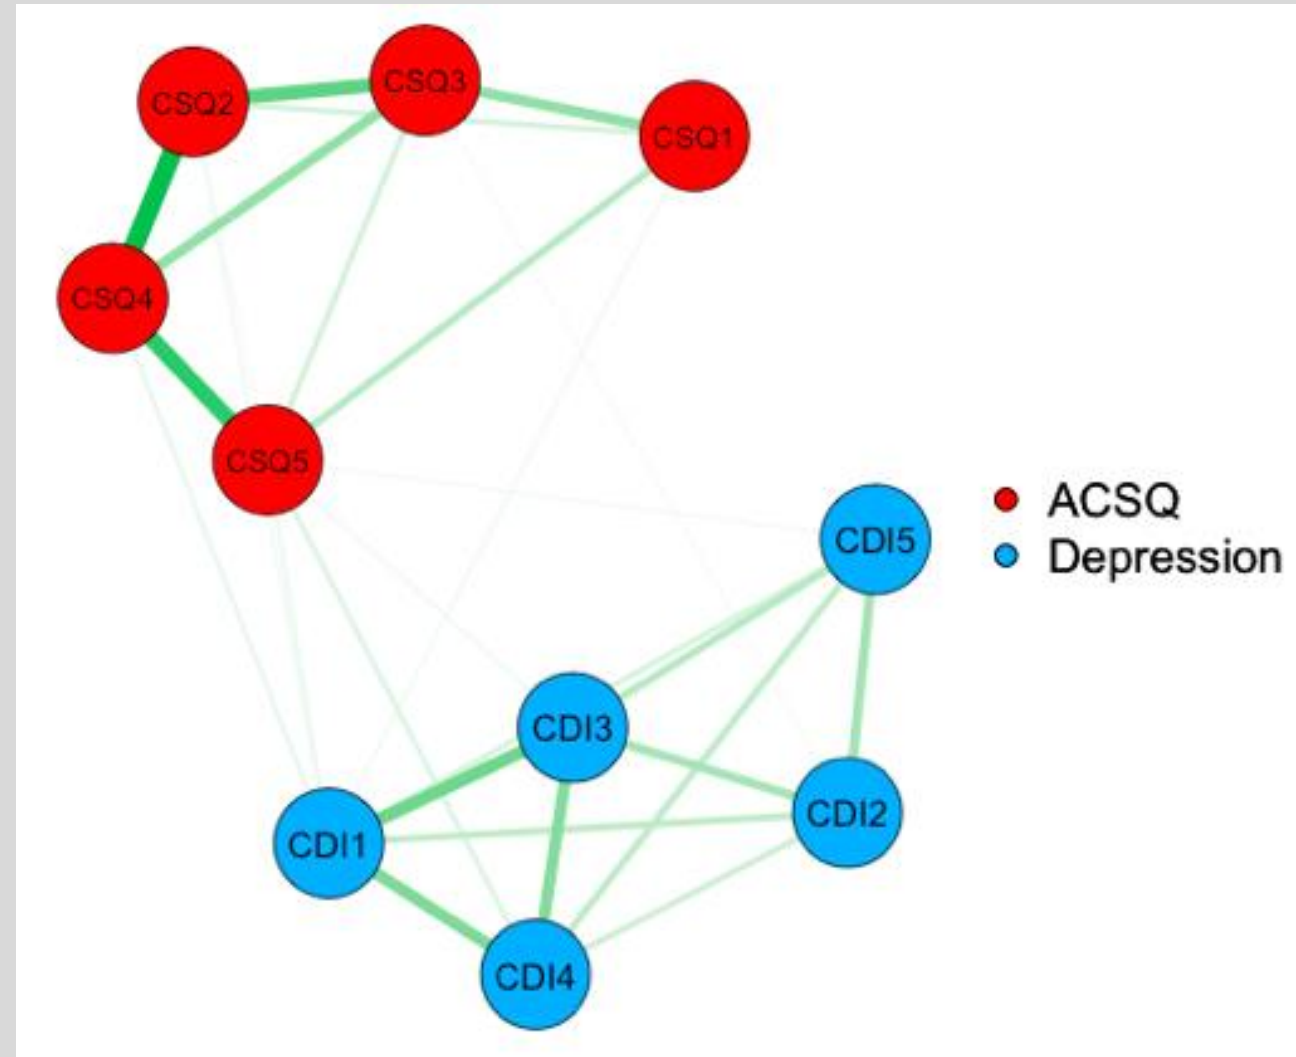 CSQ3
CSQ2
CSQ1
CSQ4
CSQ5
ACSQ
CDI5
Depression
CDI3
CDI2
CDI1
CDI4